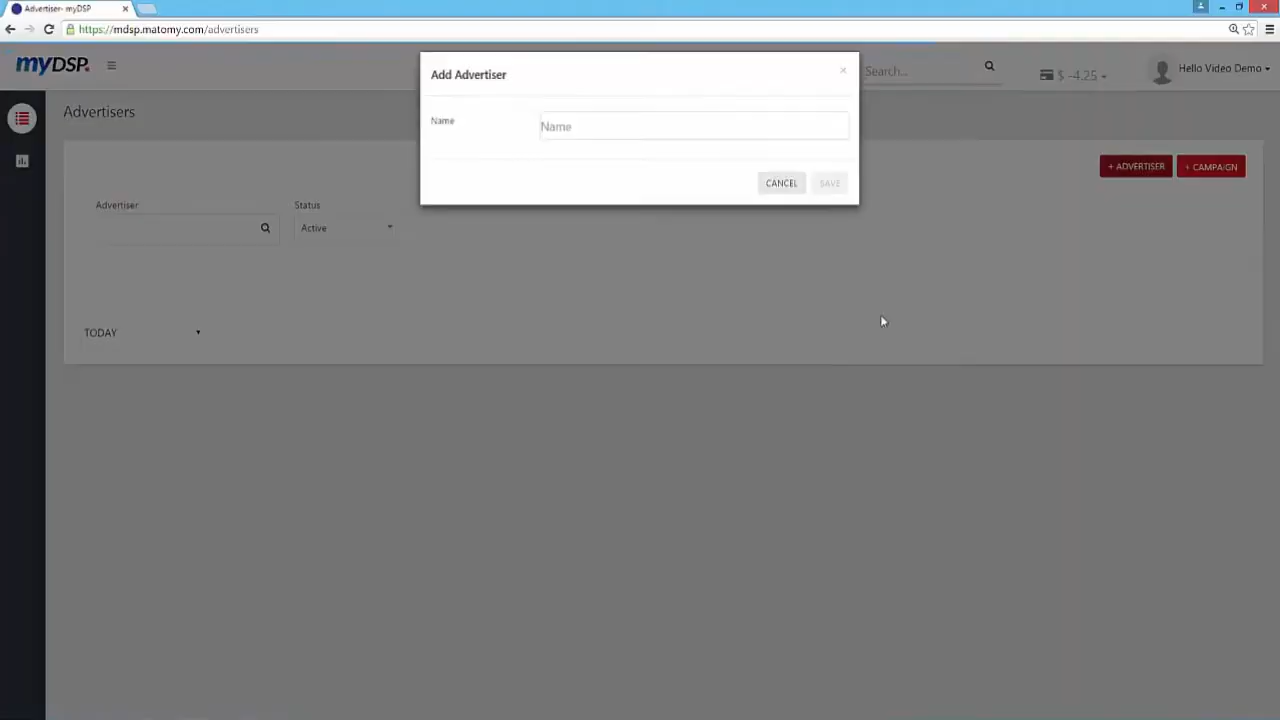 Advertiser- myDSP
https://mdsp.matomy.com/advertisers
myDSP.
Search...
$ -4.25
Hello Video Demo
Add Advertiser
×
Name
Name
CANCEL
SAVE
Advertisers
+ ADVERTISER
+ CAMPAIGN
Advertiser
Status
Active
TODAY